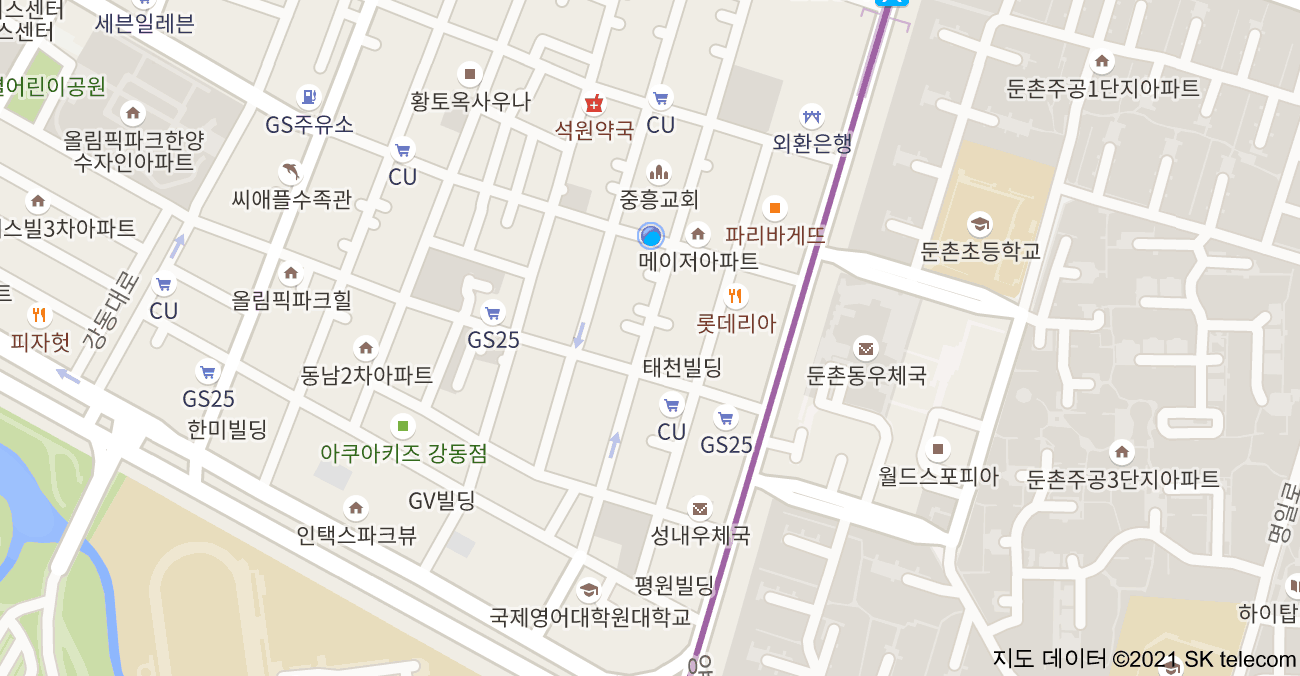 스센터
스센터
세븐일레븐
어린이공원
GS주유소
황토옥사우나
석원약국
CU
외환은행
둔촌주공1단지아파트
올림픽파크한양
수자인아파트
CU
씨애플수족관
중흥교회
스빌3차아파트
파리바게뜨
둔촌초등학교
메이저아파트
올림픽파크힐
CU
강동대로
트
피자헛
GS25
롯데리아
동남2차아파트
태천빌딩
둔촌동우체국
GS25
한미빌딩
CU
GS25
아쿠아키즈 강동점
월드스포피아
둔촌주공3단지아파트
GV빌딩
인택스파크뷰
성내우체국
명일로
평원빌딩
국제영어대학원대학교
하이탑
지도 데이터 ©2021 SK telecom